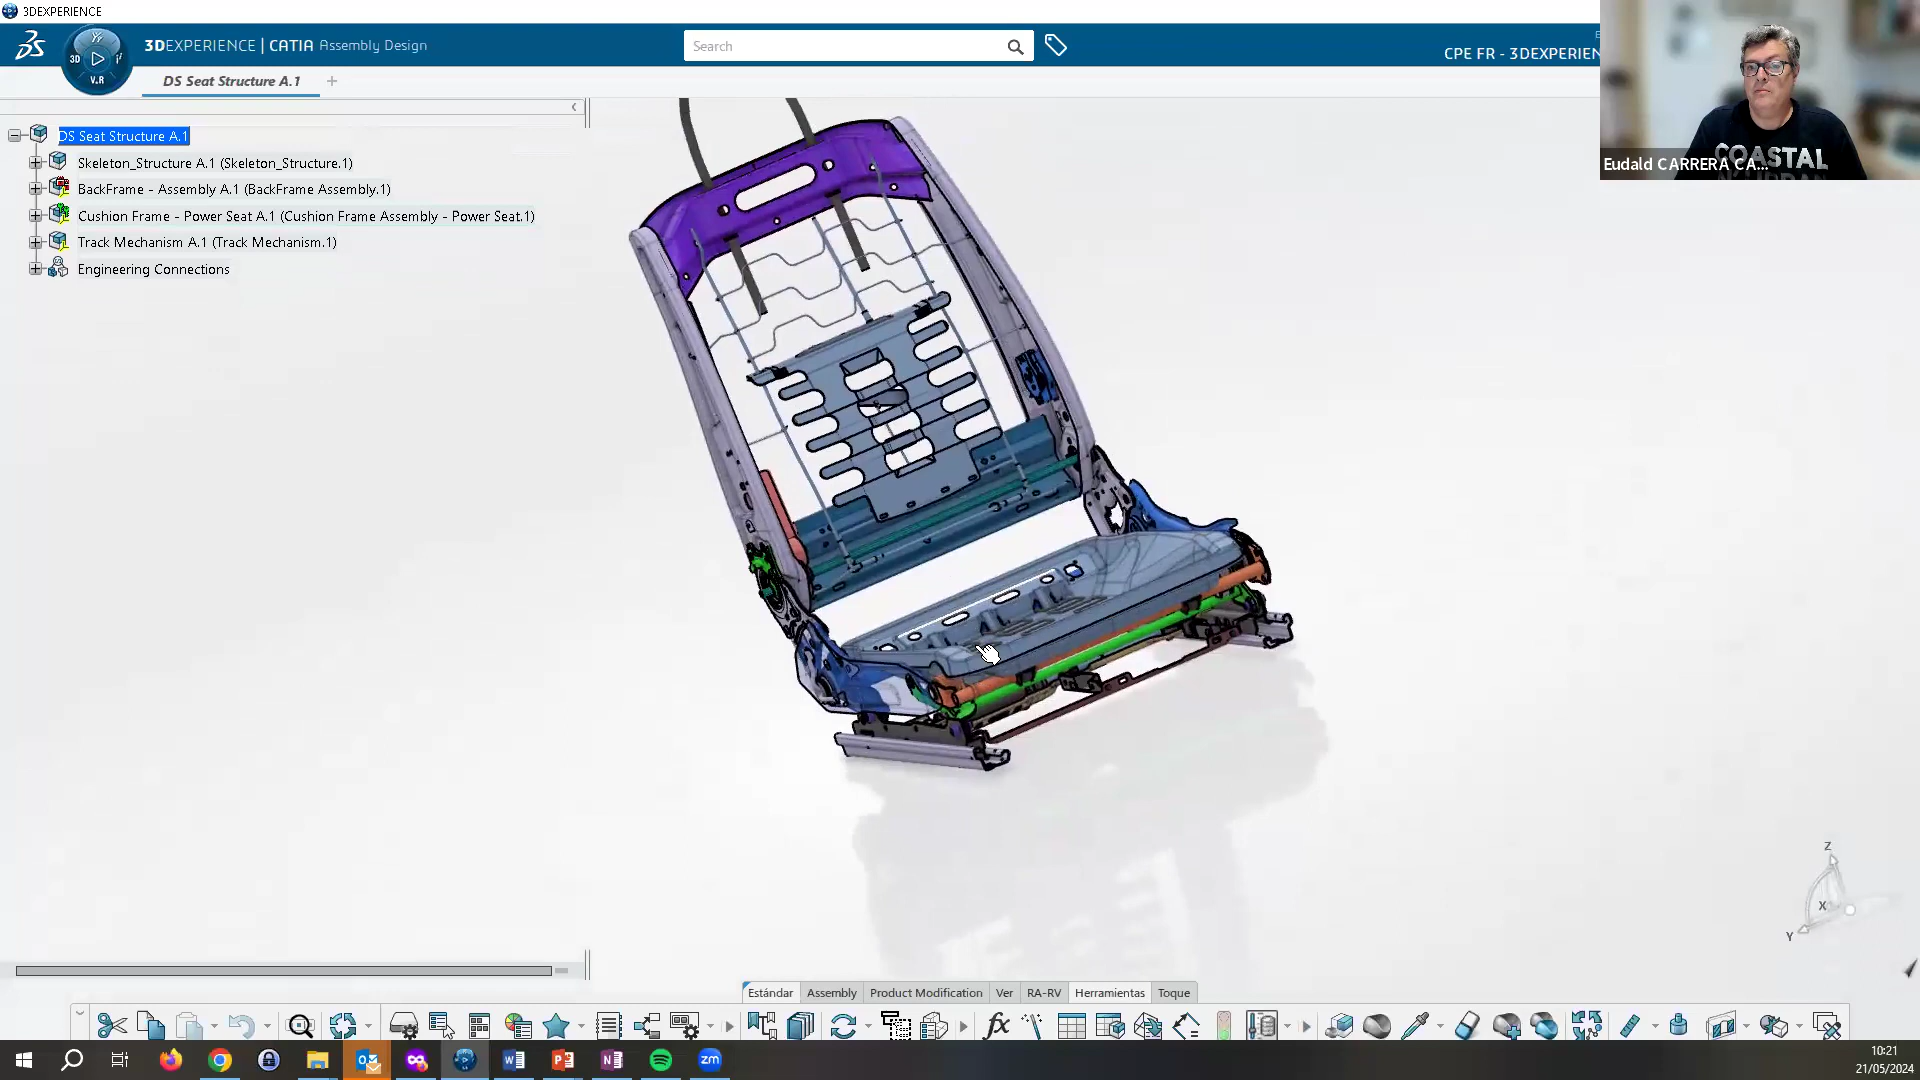 3DEXPERIENCE
3DEXPERIENCE | CATIA Assembly Design
Search
CPE FR - 3DEXPERIEN
3D
V.R
DS Seat Structure A.1
DS Seat Structure A.1
Skeleton_Structure A.1 (Skeleton_Structure.1)
BackFrame - Assembly A.1 (BackFrame Assembly.1)
Cushion Frame - Power Seat A.1 (Cushion Frame Assembly - Power Seat.1)
Track Mechanism A.1 (Track Mechanism.1)
Engineering Connections
COASTAL
Eudald CARRERA CA...
Z
X
Y
Estándar
Assembly
Product Modification
Ver
RA-RV
Herramientas
Toque
fx
zm
10:21
21/05/2024